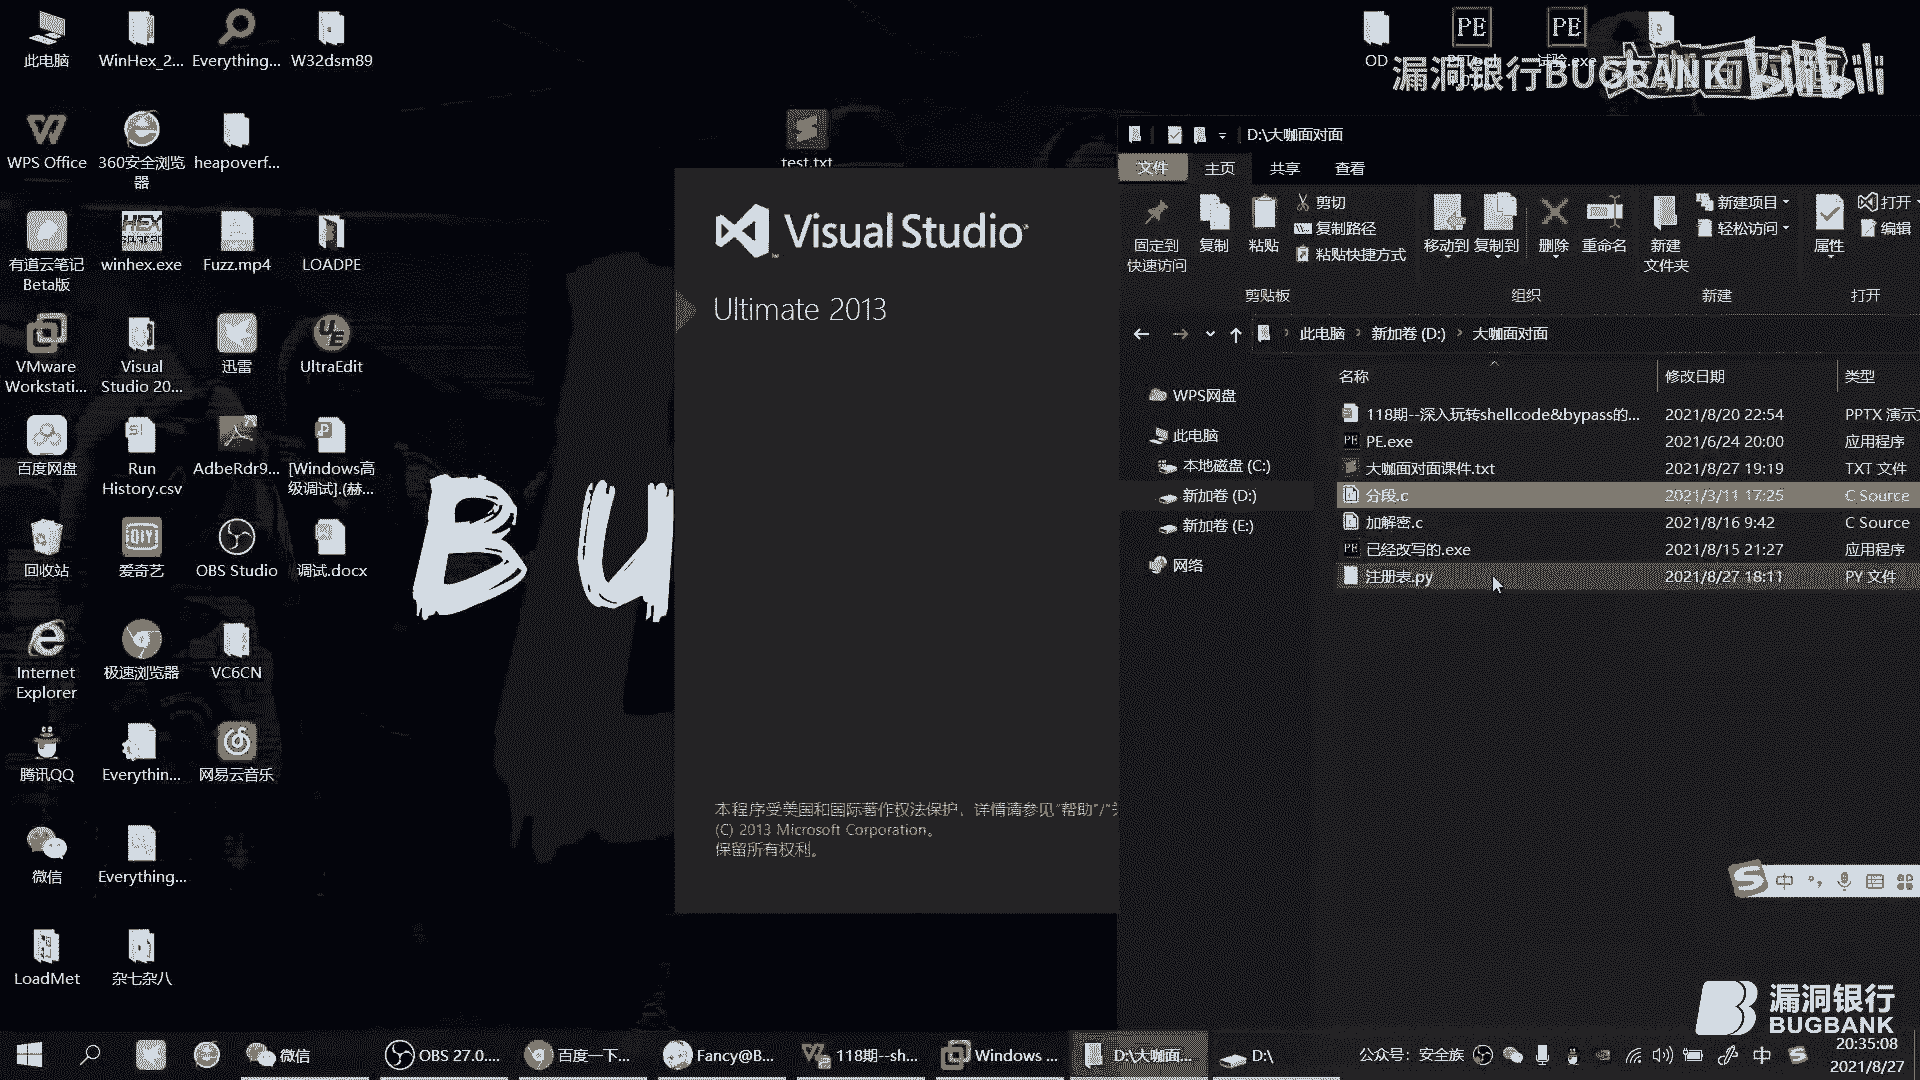 此电脑
WinHex_2...
Everything...
W32dsm89
WPS Office
360安全浏览
器
heapoverf...
有道云笔记
Beta版
winhex.exe
Fuzz.mp4
LOADPE
VMware
Workstati...
Visual
Studio 20...
迅雷
UltraEdit
百度网盘
Run
History.csv
AdbeRdr9...
[Windows高
级调试].(赫...
回收站
爱奇艺
OBS Studio
调试.docx
Internet
Explorer
极速浏览器
VC6CN
腾讯QQ
Everythin...
网易云音乐
微信
Everything...
LoadMet
杂七杂八
test.txt
BU
Visual Studio
Ultimate 2013
本程序受美国和国际著作权法保护，详情请参见"帮助"/"
(C) 2013 Microsoft Corporation。
保留所有权利。
OD
PE
PE
试验.exe
漏洞银行BUGBANK bilibili
D:\大咖面对面
文件
主页
共享
查看
固定到
快速访问
复制
粘贴
剪切
复制路径
粘贴快捷方式
移动到
复制到
删除
重命名
新建
文件夹
新建项目
轻松访问
属性
打开
编辑
剪贴板
组织
新建
打开
此电脑
新加卷 (D:)
大咖面对面
WPS网盘
此电脑
本地磁盘 (C:)
新加卷 (D:)
新加卷 (E:)
网络
名称
修改日期
类型
118期--深入玩转shellcode&bypass的... 2021/8/20 22:54 PPTX 演示
PE.exe 2021/6/24 20:00 应用程序
大咖面对面课件.txt 2021/8/27 19:19 TXT 文件
分段.c 2021/3/11 17:25 C Source
加解密.c 2021/8/16 9:42 C Source
已经改写的.exe 2021/8/15 21:27 应用程序
注册表.py 2021/8/27 18:11 PY 文件
中
漏洞银行
BUGBANK
微信
OBS 27.0....
百度一下...
Fancy@B...
118期--sh...
Windows ...
D:\大咖面...
D:\
公众号：安全族
中
20:35:08
2021/8/27